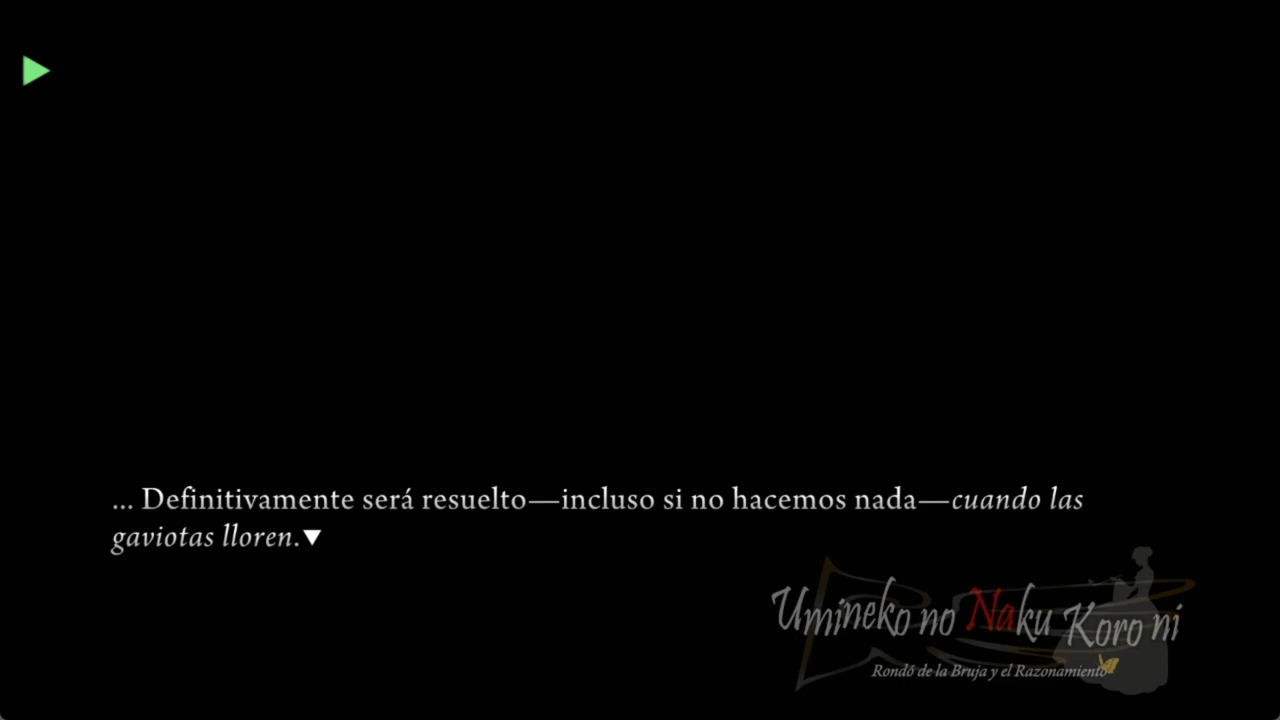 ... Definitivamente será resuelto—incluso si no hacemos nada—cuando las
gaviotas lloren.
Umineko no Naku Koro ni
Rondó de la Bruja y el Razonamiento